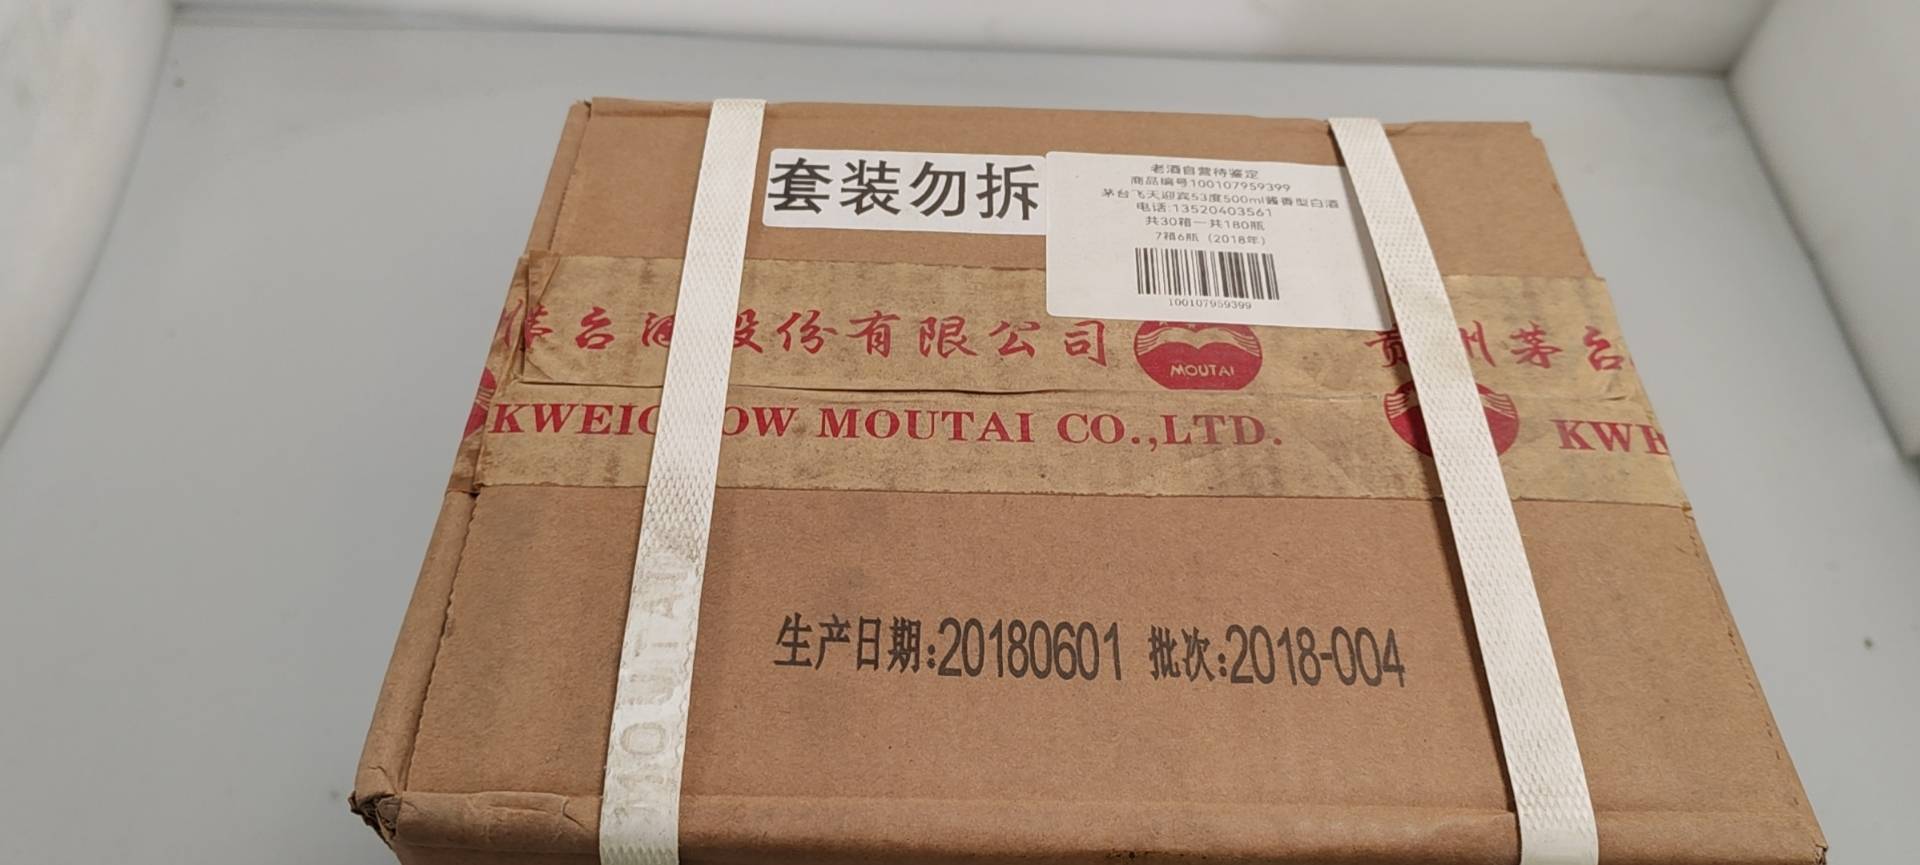 套装勿拆
老酒自营待鉴定
商品编号100107959399
茅台飞天迎宾53度500ml酱香型白酒
电话:13520403561
共30箱一共180瓶
7箱6瓶（2018年）
100107959399
台酒股份有限公司
MOUTAI
贵州茅台
KWEICHOW MOUTAI CO.,LTD.
KWE
生产日期:20180601 批次:2018-004
MOUTAI
MOUTAI